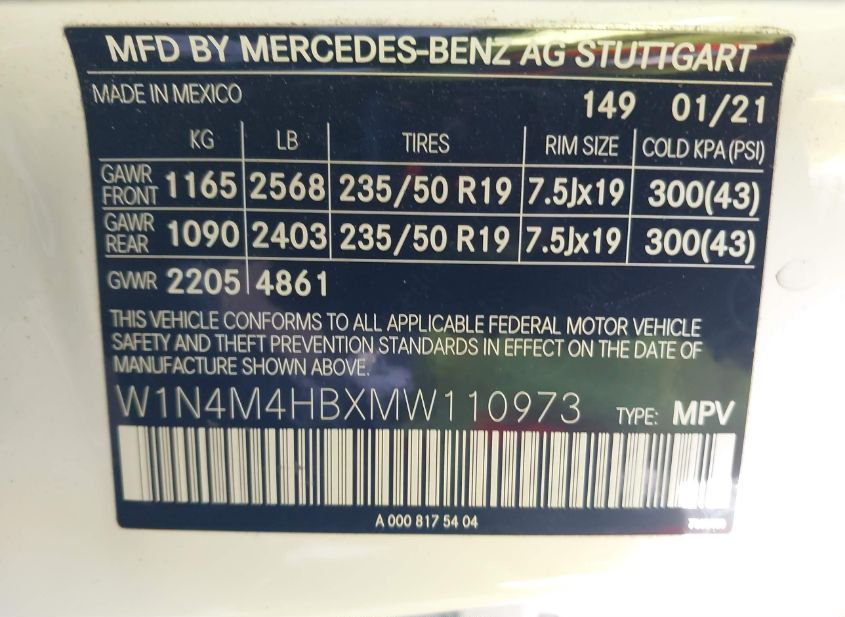 MFD BY MERCEDES-BENZ AG STUTTGART
MADE IN MEXICO 149 01/21
KG LB TIRES RIM SIZE COLD KPA (PSI)
GAWR FRONT 1165 2568 235/50 R19 7.5Jx19 300(43)
GAWR REAR 1090 2403 235/50 R19 7.5Jx19 300(43)
GVWR 2205 4861
THIS VEHICLE CONFORMS TO ALL APPLICABLE FEDERAL MOTOR VEHICLE
SAFETY AND THEFT PREVENTION STANDARDS IN EFFECT ON THE DATE OF
MANUFACTURE SHOWN ABOVE.
W1N4M4HBXMW110973 TYPE: MPV
A 000 817 54 04